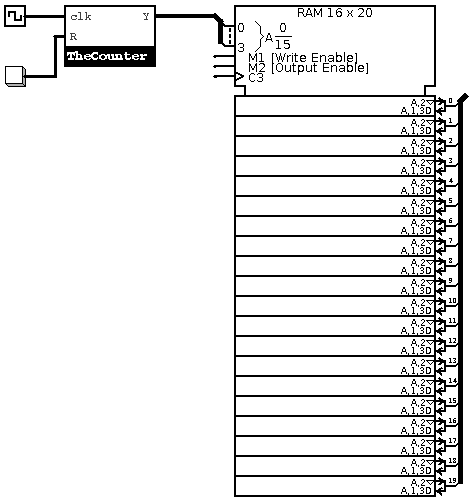 clk Y
R
TheCounter
RAM 16 x 20
0
3
A 0
15
M1 [Write Enable]
M2 [Output Enable]
C3
A,2 0
A,1,3D
A,2 1
A,1,3D
A,2 2
A,1,3D
A,2 3
A,1,3D
A,2 4
A,1,3D
A,2 5
A,1,3D
A,2 6
A,1,3D
A,2 7
A,1,3D
A,2 8
A,1,3D
A,2 9
A,1,3D
A,2 10
A,1,3D
A,2 11
A,1,3D
A,2 12
A,1,3D
A,2 13
A,1,3D
A,2 14
A,1,3D
A,2 15
A,1,3D
A,2 16
A,1,3D
A,2 17
A,1,3D
A,2 18
A,1,3D
A,2 19
A,1,3D